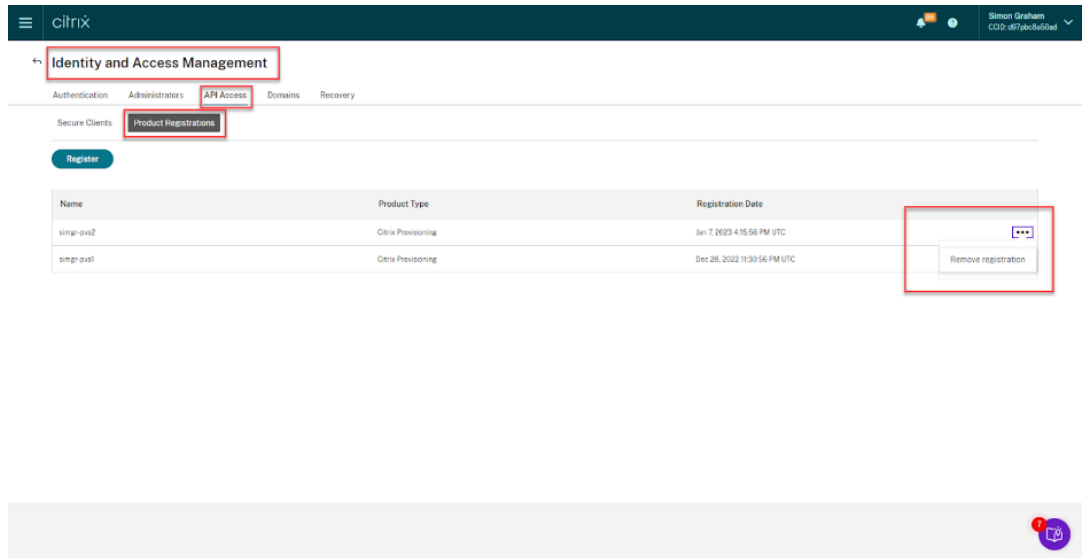 citrix
Simon Graham
CCID: d97pbc8a50ad
Identity and Access Management
Authentication Administrators API Access Domains Recovery
Secure Clients Product Registrations
Register
Name Product Type Registration Date
simgr-pvs2 Citrix Provisioning Jan 7, 2023 4:15:56 PM UTC
simgr-pvs1 Citrix Provisioning Dec 28, 2022 11:30:56 PM UTC
Remove registration
7